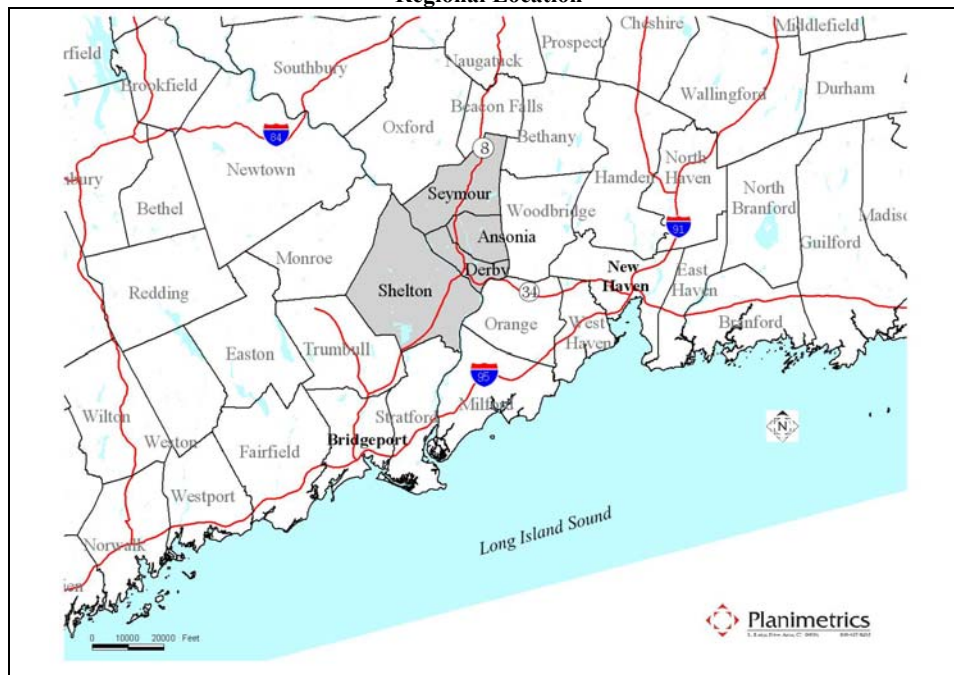 Regional Location
Cheshire
Middlefield
Prospect
rfield
Southbury
Naugatuck
Brookfield
Wallingford
Durham
Beacon Falls
Oxford
Bethany
84
8
Newtown
North
Haven
Hamden
nbury
Seymour
North
Branford
Bethel
Woodbridge
Madiso
91
Ansonia
Guilford
Monroe
Derby
New
Haven
East
Haven
Shelton
Redding
34
Orange
West
Haven
Branford
Trumbull
Easton
95
Milford
Wilton
Stratford
Weston
Bridgeport
N
Fairfield
Westport
Long Island Sound
Norwalk
ien
Planimetrics
0 10000 20000 Feet